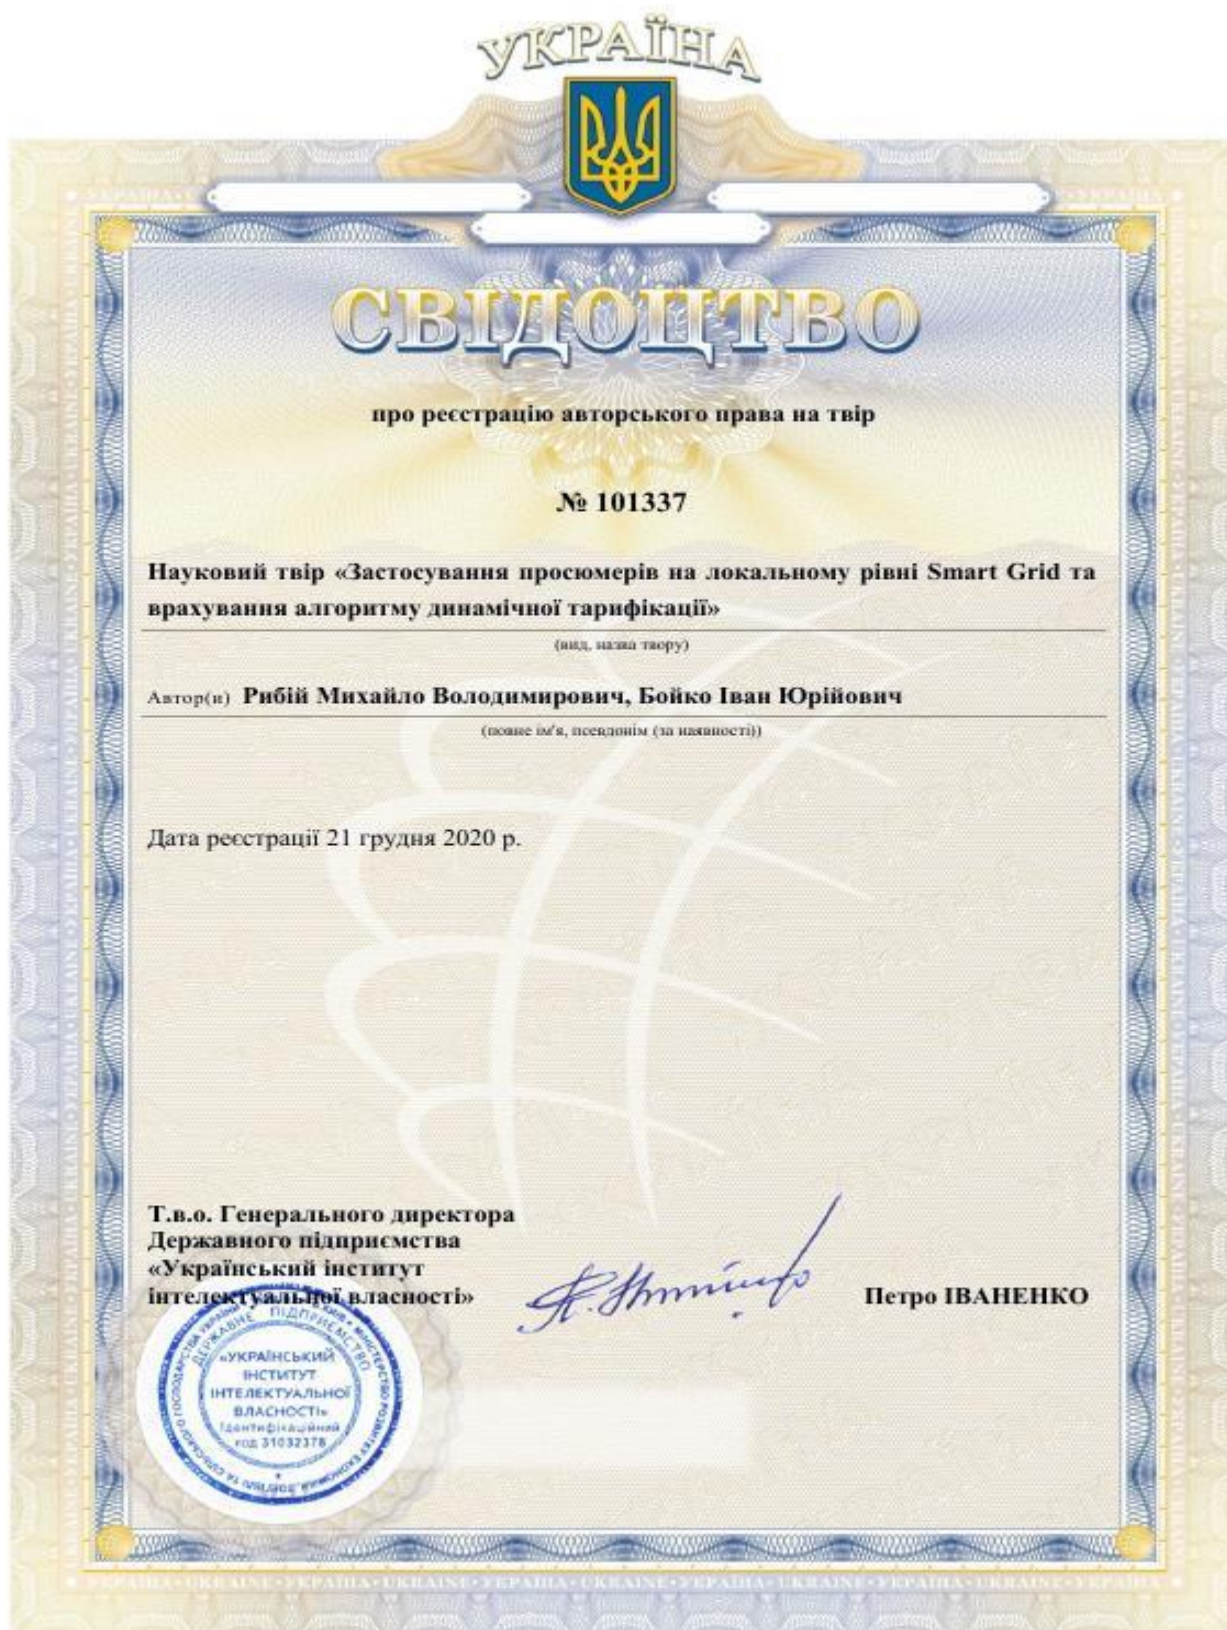 УКРАЇНА
СВІДОЦТВО
про реєстрацію авторського права на твір
№ 101337
Науковий твір «Застосування просюмерів на локальному рівні Smart Grid та
врахування алгоритму динамічної тарифікації»
(вид, назва твору)
Автор(и) Рибій Михайло Володимирович, Бойко Іван Юрійович
(повне ім'я, псевдонім (за наявності))
Дата реєстрації 21 грудня 2020 р.
Т.в.о. Генерального директора
Державного підприємства
«Український інститут
інтелектуальної власності»
Петро ІВАНЕНКО
ДЕРЖАВНЕ ПІДПРИЄМСТВО
«УКРАЇНСЬКИЙ
ІНСТИТУТ
ІНТЕЛЕКТУАЛЬНОЇ
ВЛАСНОСТІ»
Ідентифікаційний
код 31032378